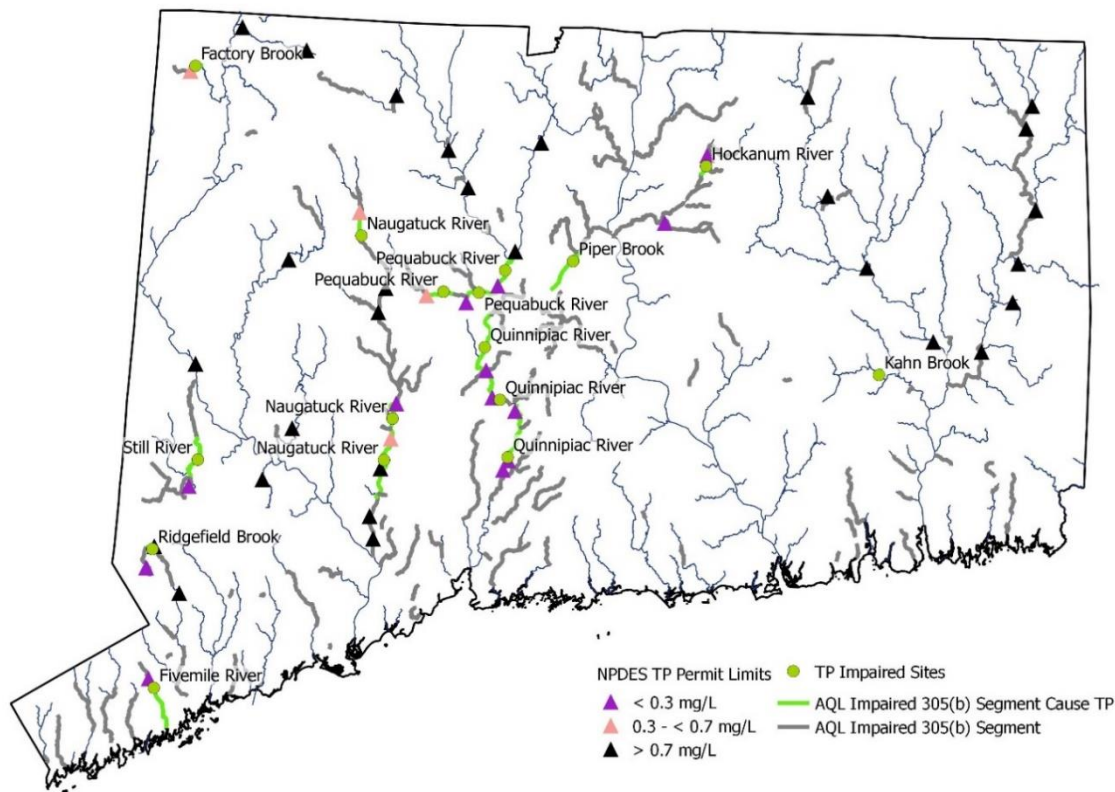 Factory Brook
Hockanum River
Naugatuck River
Piper Brook
Pequabuck River
Pequabuck River
Pequabuck River
Quinnipiac River
Kahn Brook
Quinnipiac River
Naugatuck River
Still River
Naugatuck River
Quinnipiac River
Ridgefield Brook
Fivemile River
NPDES TP Permit Limits
< 0.3 mg/L
0.3 - < 0.7 mg/L
> 0.7 mg/L
TP Impaired Sites
AQL Impaired 305(b) Segment Cause TP
AQL Impaired 305(b) Segment